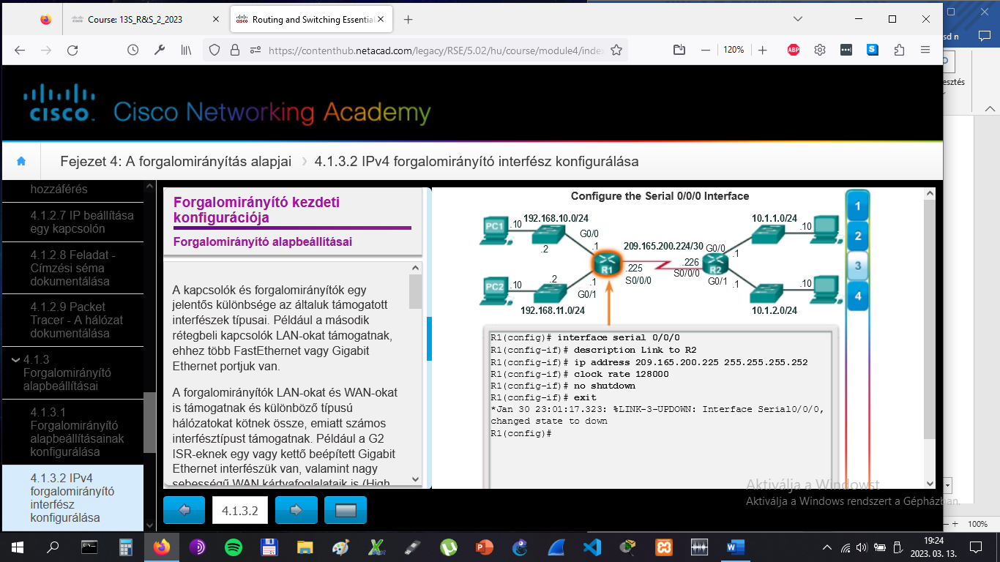 Course: 13S_R&S_2_2023
Routing and Switching Essential
sd n
https://contenthub.netacad.com/legacy/RSE/5.02/hu/course/module4/index
120%
ABP
S
esztés
CISCO
Cisco Networking Academy
Fejezet 4: A forgalomirányítás alapjai
4.1.3.2 IPv4 forgalomirányító interfész konfigurálása
hozzáférés
4.1.2.7 IP beállítása
egy kapcsolón
4.1.2.8 Feladat -
Címzési séma
dokumentálása
4.1.2.9 Packet
Tracer - A hálózat
dokumentálása
4.1.3
Forgalomirányító
alapbeállításai
4.1.3.1
Forgalomirányító
alapbeállításainak
konfigurálása
4.1.3.2 IPv4
forgalomirányító
interfész
konfigurálása
Forgalomirányító kezdeti
konfigurációja
Forgalomirányító alapbeállításai
A kapcsolók és forgalomirányítók egy
jelentős különbsége az általuk támogatott
interfészek típusai. Például a második
rétegbeli kapcsolók LAN-okat támogatnak,
ehhez több FastEthernet vagy Gigabit
Ethernet portjuk van.
A forgalomirányítók LAN-okat és WAN-okat
is támogatnak és különböző típusú
hálózatokat kötnek össze, emiatt számos
interfésztípust támogatnak. Például a G2
ISR-eknek egy vagy kettő beépített Gigabit
Ethernet interfészük van, valamint nagy
sebességű WAN kártyafoglalataik is (High
Configure the Serial 0/0/0 Interface
192.168.10.0/24
10.1.1.0/24
PC1
.10
.10
G0/0
.2
.1
209.165.200.224/30
G0/0
.1
R1
.225
.226
R2
S0/0/0
S0/0/0
G0/1
PC2
.10
.2
.1
G0/1
.1
.10
192.168.11.0/24
10.1.2.0/24
1
2
3
4
R1(config)# interface serial 0/0/0
R1(config-if)# description Link to R2
R1(config-if)# ip address 209.165.200.225 255.255.255.252
R1(config-if)# clock rate 128000
R1(config-if)# no shutdown
R1(config-if)# exit
*Jan 30 23:01:17.323: %LINK-3-UPDOWN: Interface Serial0/0/0,
changed state to down
R1(config)#
Aktiválja a Windowst
Aktiválja a Windows rendszert a Gépházban.
4.1.3.2
100%
19:24
2023. 03. 13.